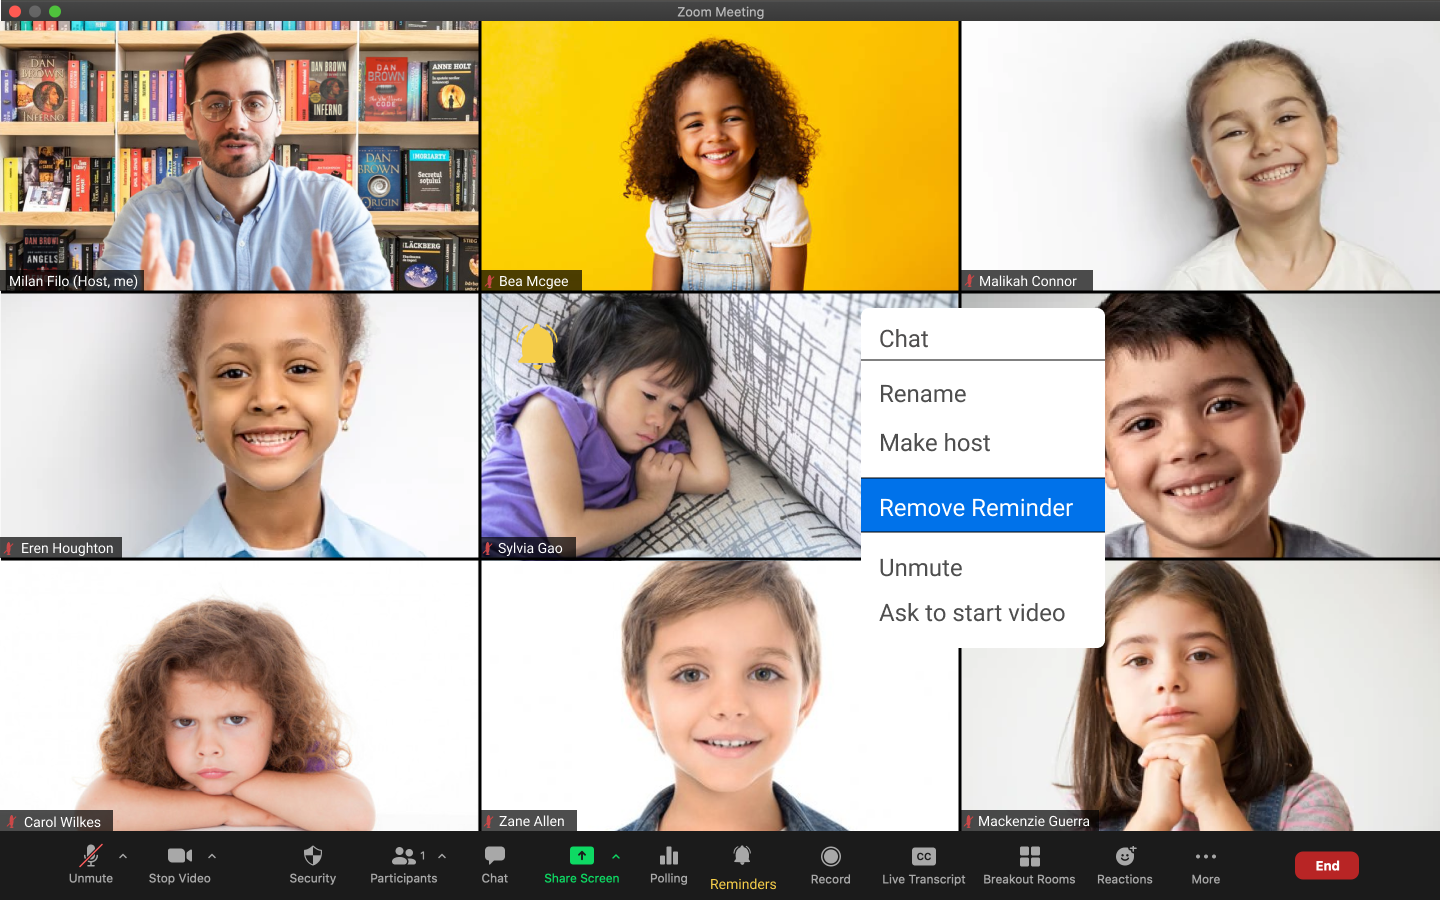 Zoom Meeting
DAN
BROWN
INFERNO
DAN BROWN
INFERNO
DAN
BROWN
CODE
ANNE HOLT
DAN
BROWN
ORIGIN
MORIARTY
Secretul
soțului
DAN BROWN
ANGELS
LÄCKBERG
Milan Filo (Host, me)
Bea Mcgee
Malikah Connor
Chat
Rename
Make host
Remove Reminder
Unmute
Ask to start video
Eren Houghton
Sylvia Gao
Carol Wilkes
Zane Allen
Mackenzie Guerra
Unmute
Stop Video
Security
1
Participants
Chat
Share Screen
Polling
Reminders
Record
CC
Live Transcript
Breakout Rooms
Reactions
More
End